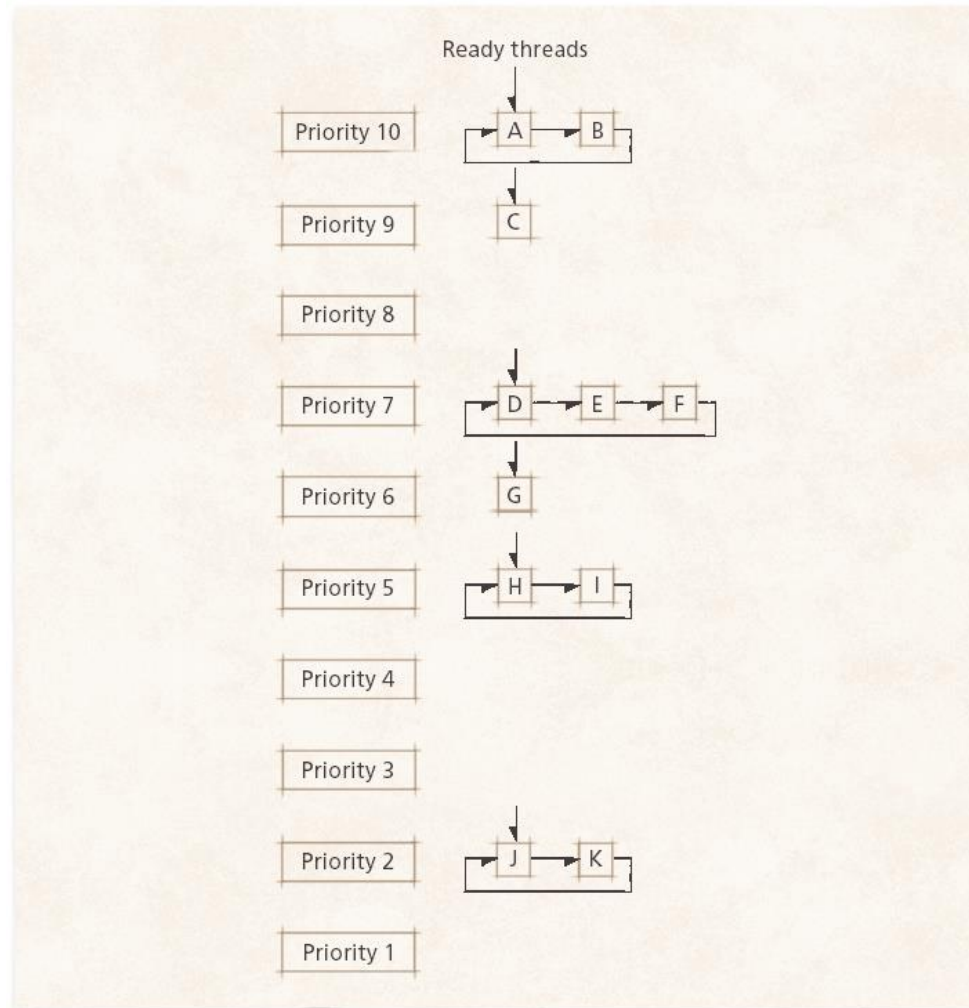 Ready threads
Priority 10 A B
Priority 9 C
Priority 8
Priority 7 D E F
Priority 6 G
Priority 5 H I
Priority 4
Priority 3
Priority 2 J K
Priority 1